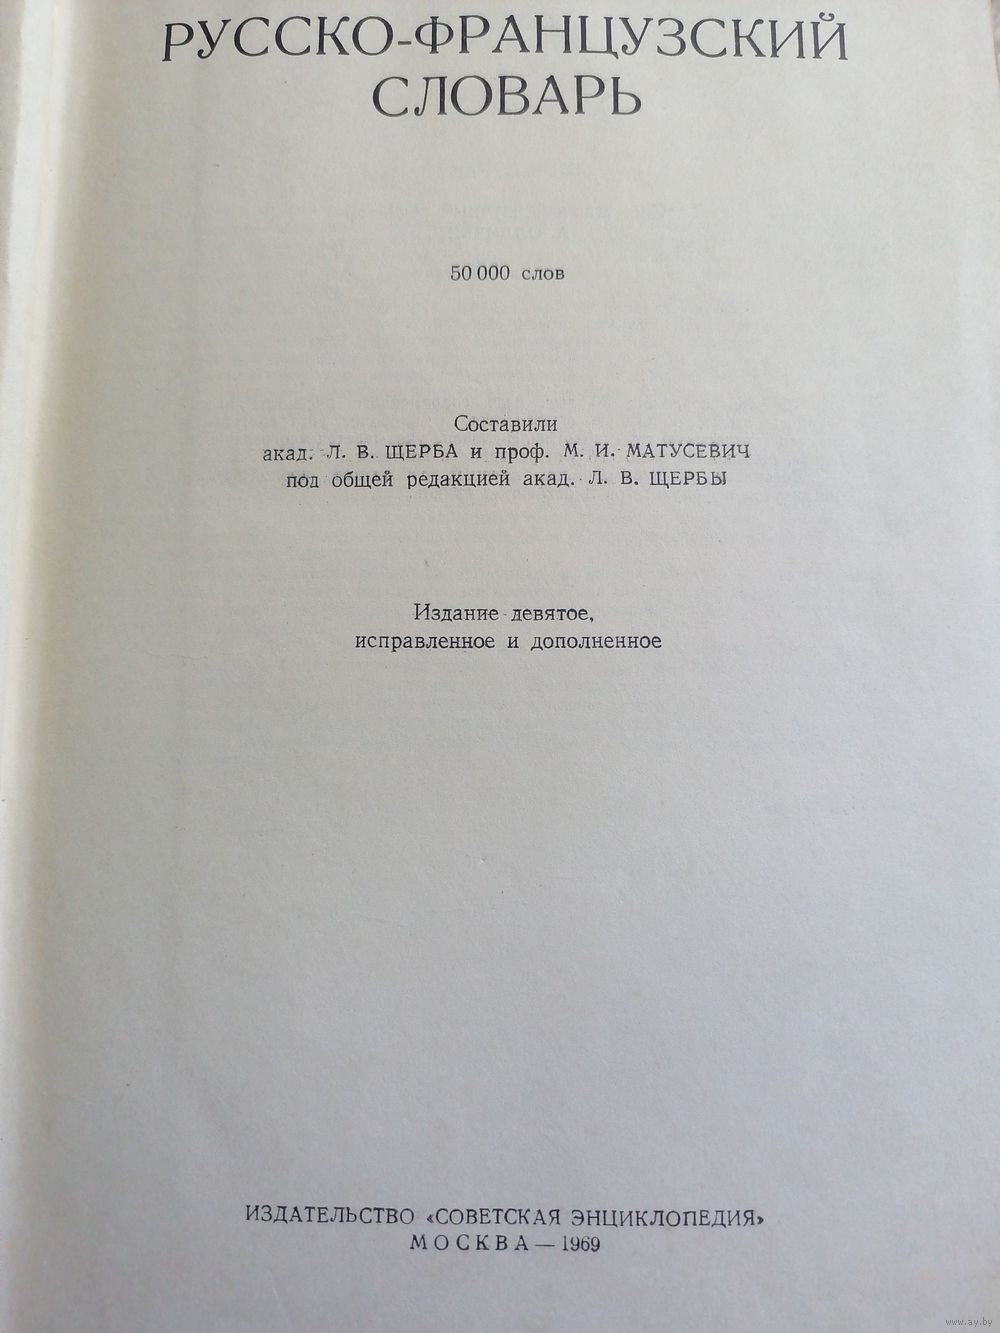 РУССКО-ФРАНЦУЗСКИЙ
СЛОВАРЬ
50 000 слов
Составили
акад. Л. В. ЩЕРБА и проф. М. И. МАТУСЕВИЧ
под общей редакцией акад. Л. В. ЩЕРБЫ
Издание девятое,
исправленное и дополненное
ИЗДАТЕЛЬСТВО «СОВЕТСКАЯ ЭНЦИКЛОПЕДИЯ»
МОСКВА — 1969
www.ay.by